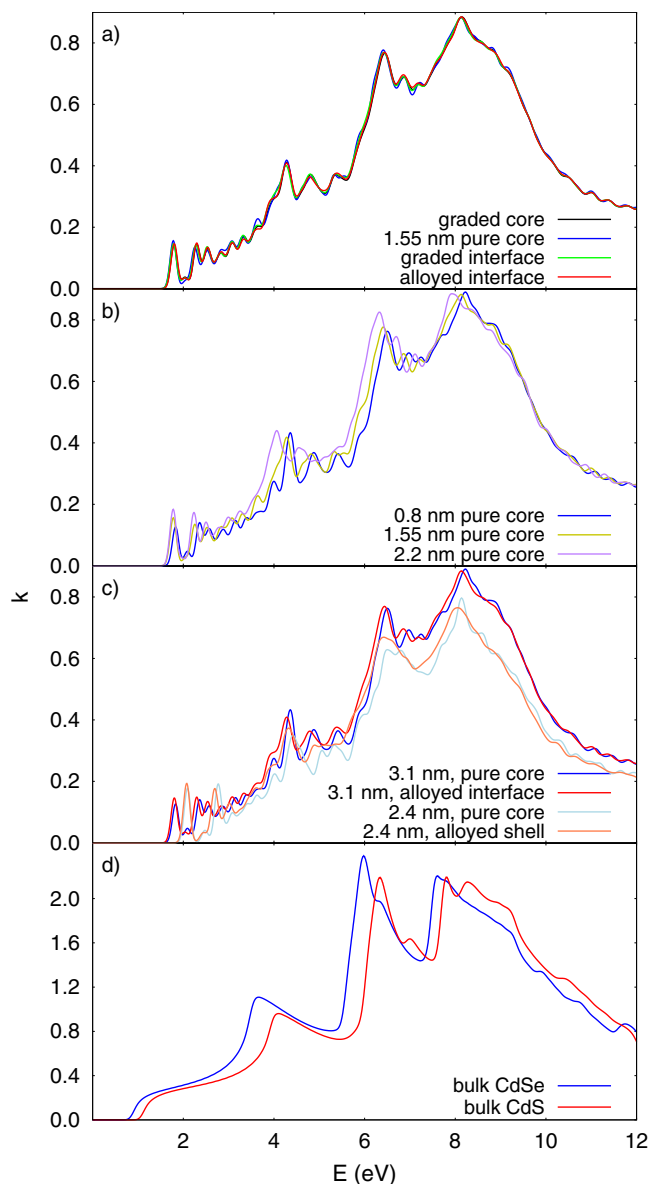 a)
0.8
0.6
0.4
0.2
0.0
graded core
1.55 nm pure core
graded interface
alloyed interface
b)
0.8
0.6
0.4
0.2
0.0
0.8 nm pure core
1.55 nm pure core
2.2 nm pure core
k
c)
0.8
0.6
0.4
0.2
0.0
3.1 nm, pure core
3.1 nm, alloyed interface
2.4 nm, pure core
2.4 nm, alloyed shell
d)
2.0
1.6
1.2
0.8
0.4
0.0
bulk CdSe
bulk CdS
2 4 6 8 10 12
E (eV)